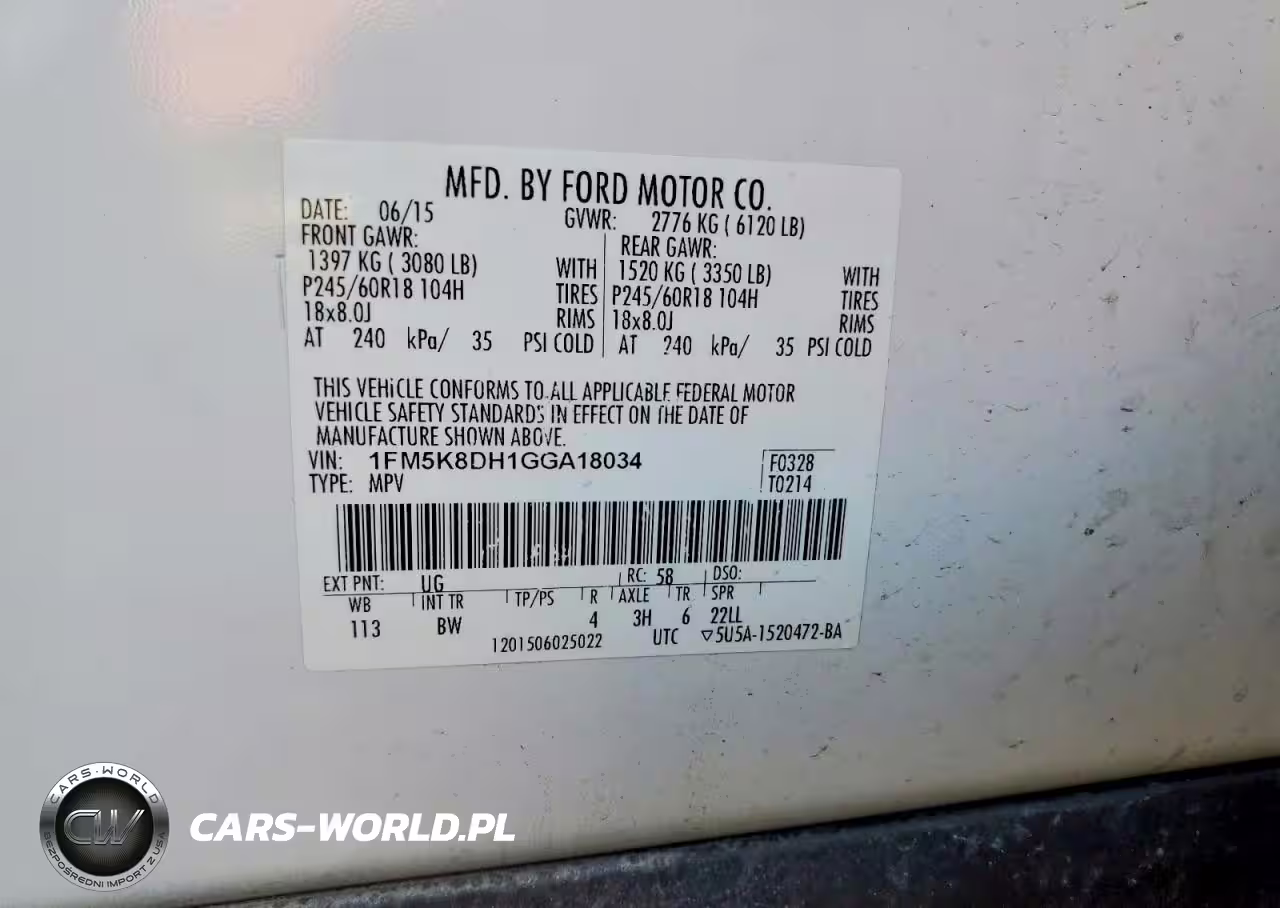 MFD. BY FORD MOTOR CO.
DATE: 06/15 GVWR: 2776 KG ( 6120 LB)
FRONT GAWR: REAR GAWR:
1397 KG ( 3080 LB) WITH 1520 KG ( 3350 LB) WITH
P245/60R18 104H TIRES P245/60R18 104H TIRES
18x8.0J RIMS 18x8.0J RIMS
AT 240 kPa/ 35 PSI COLD AT 240 kPa/ 35 PSI COLD
THIS VEHICLE CONFORMS TO ALL APPLICABLE FEDERAL MOTOR
VEHICLE SAFETY STANDARDS IN EFFECT ON THE DATE OF
MANUFACTURE SHOWN ABOVE.
VIN: 1FM5K8DH1GGA18034 F0328
TYPE: MPV T0214
EXT PNT: UG RC: 58 DSO:
WB INT TR TP/PS R AXLE TR SPR
113 BW 4 3H 6 22LL
1201506025022 UTC ▽5U5A-1520472-BA
CARS-WORLD
CW
BEZPOŚREDNI IMPORT Z USA
CARS-WORLD.PL